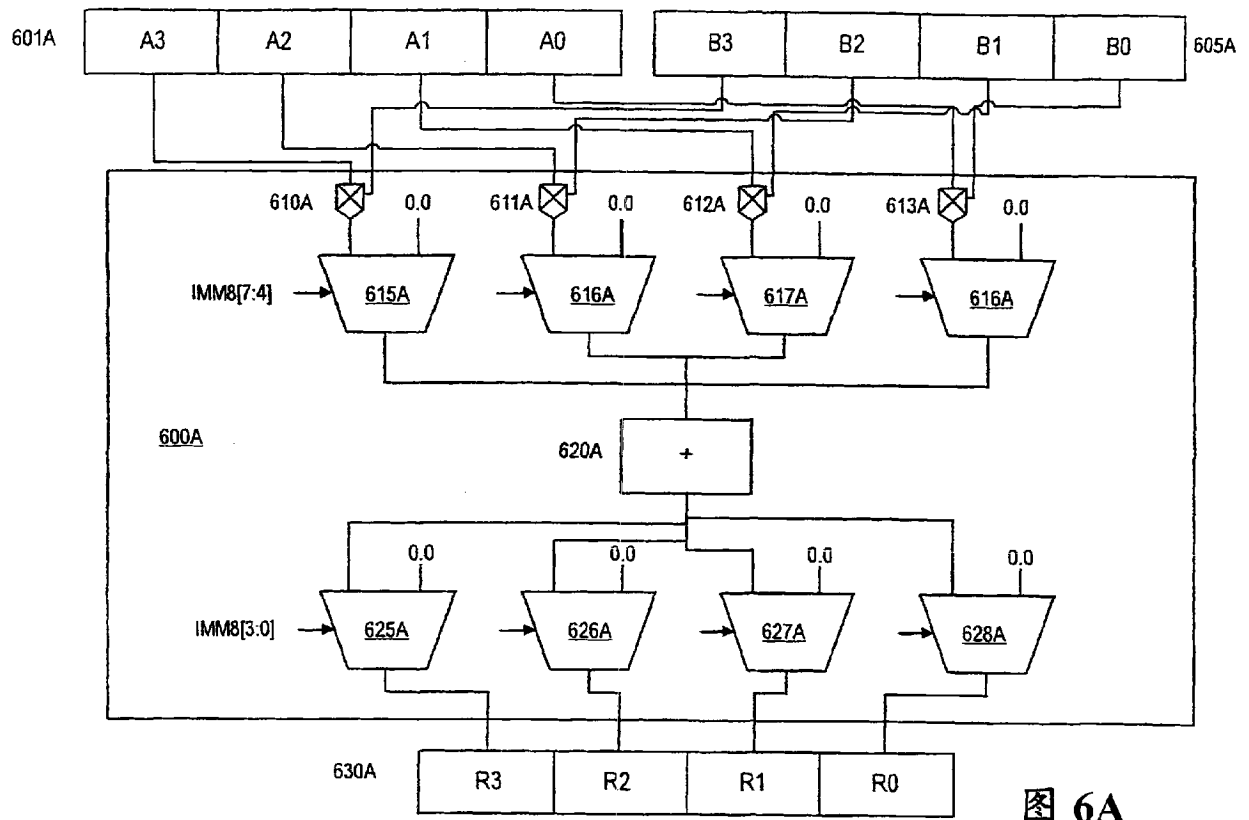 601A A3 A2 A1 A0 B3 B2 B1 B0 605A
610A 0.0 611A 0.0 612A 0.0 613A 0.0
IMM8[7:4] 615A 616A 617A 616A
600A 620A +
0.0 0.0 0.0 0.0
IMM8[3:0] 625A 626A 627A 628A
630A R3 R2 R1 R0
图 6A